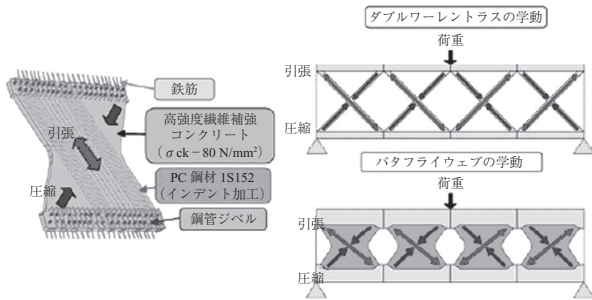 鉄筋
高強度繊維補強
コンクリート
（σck－80 N/mm²）
PC 鋼材 1S152
（インデント加工）
鋼管ジベル
引張
圧縮
ダブルワーレントラスの学動
荷重
引張
圧縮
バタフライウェブの学動
荷重
引張
圧縮